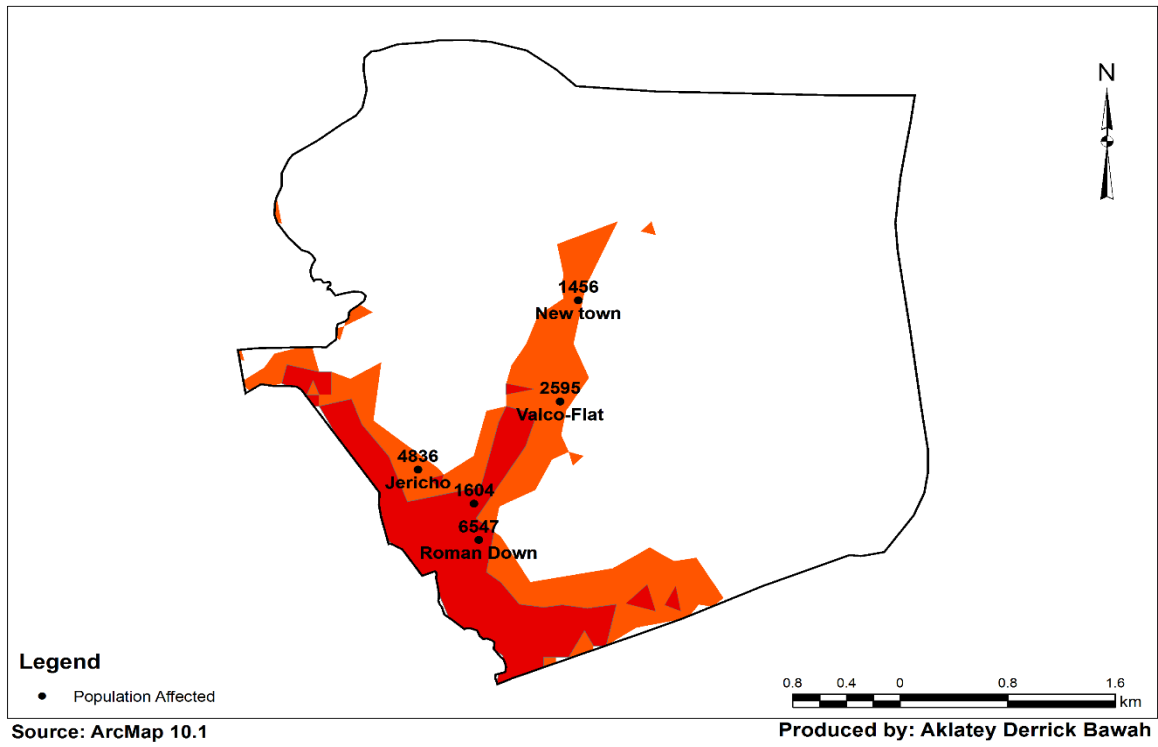 N
1456
New town
2595
Valco-Flat
4836
Jericho
1604
6547
Roman Down
Legend
Population Affected
0.8 0.4 0 0.8 1.6
km
Source: ArcMap 10.1
Produced by: Aklatey Derrick Bawah